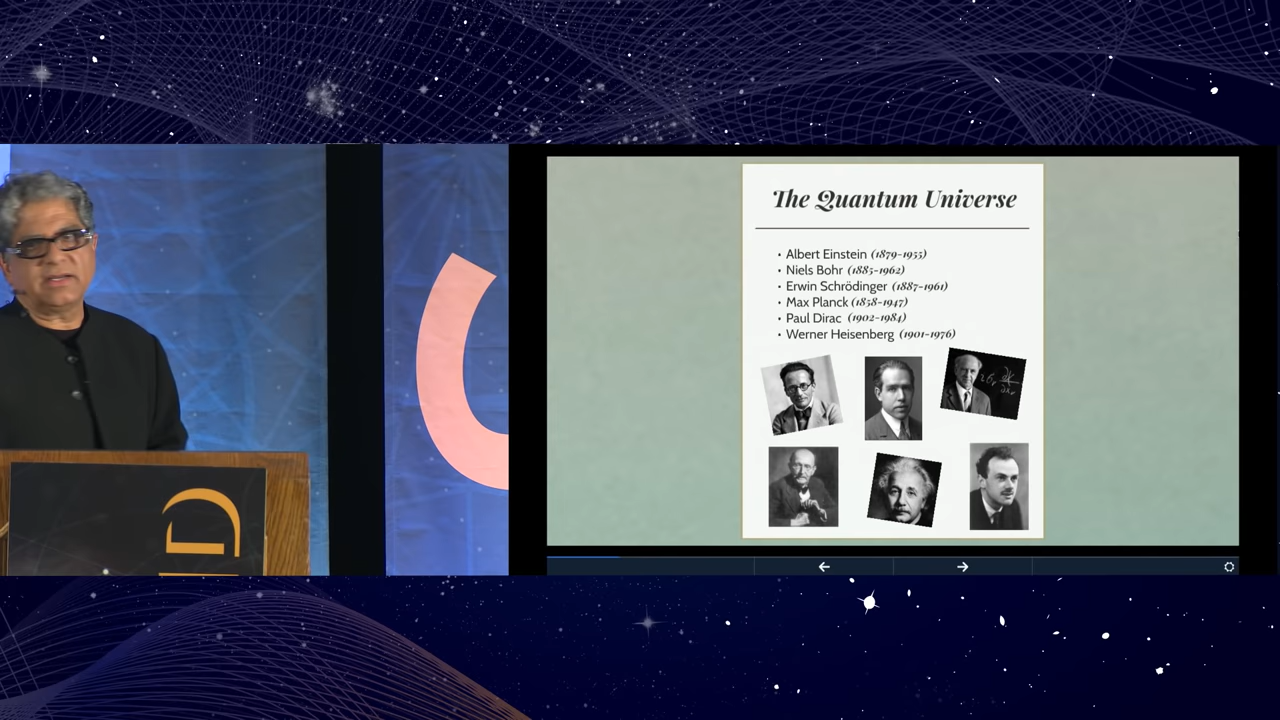 The Quantum Universe
• Albert Einstein (1879-1955)
• Niels Bohr (1885-1962)
• Erwin Schrödinger (1887-1961)
• Max Planck (1858-1947)
• Paul Dirac (1902-1984)
• Werner Heisenberg (1901-1976)